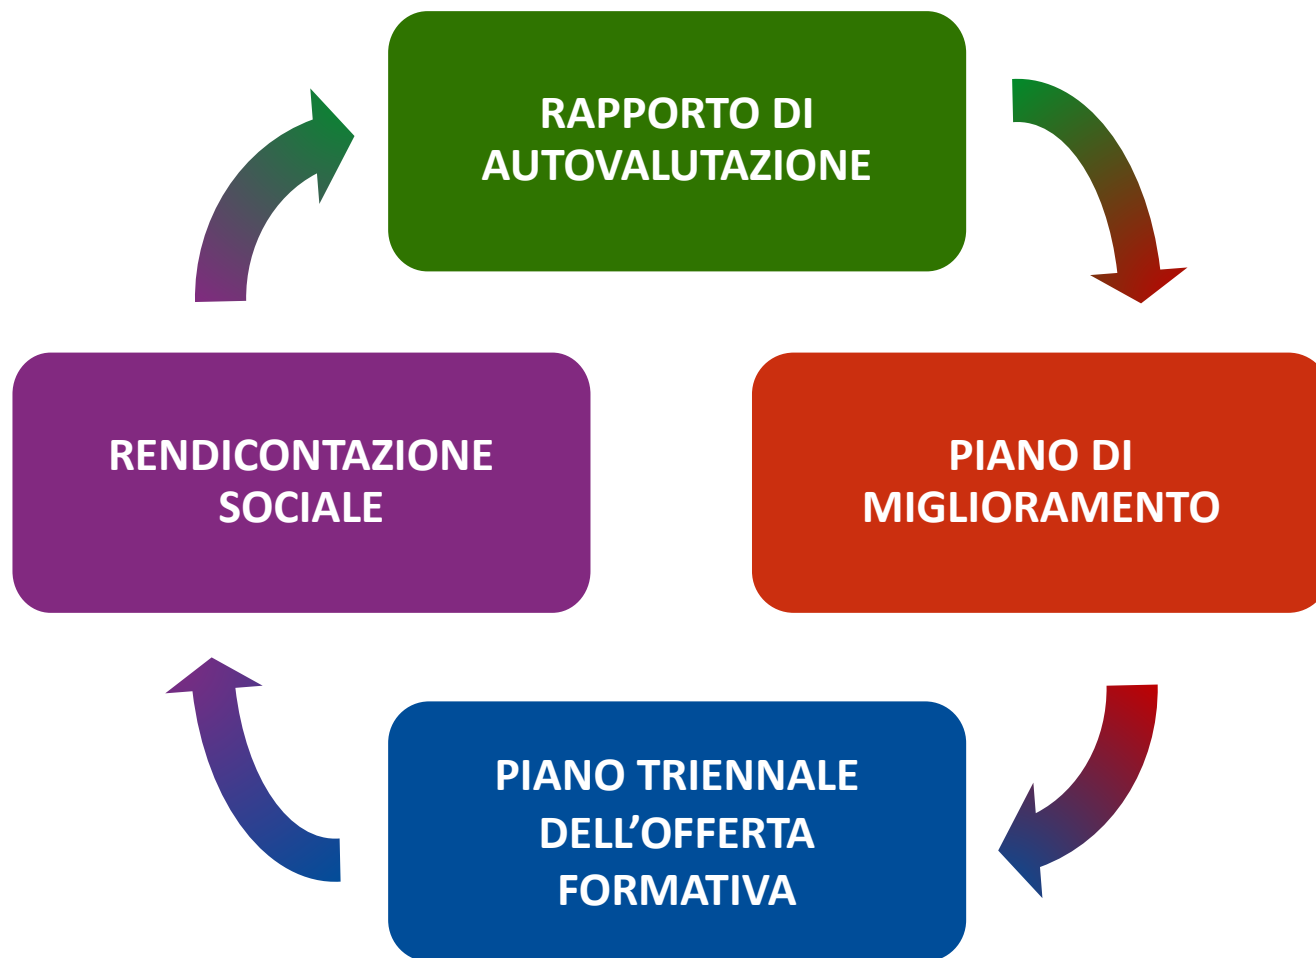 RAPPORTO DI
AUTOVALUTAZIONE
RENDICONTAZIONE
SOCIALE
PIANO DI
MIGLIORAMENTO
PIANO TRIENNALE
DELL’OFFERTA
FORMATIVA